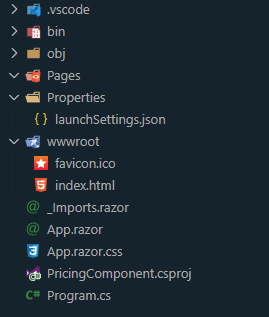 .vscode
bin
obj
Pages
Properties
{ } launchSettings.json
wwwroot
favicon.ico
index.html
@ _Imports.razor
@ App.razor
App.razor.css
PricingComponent.csproj
C# Program.cs